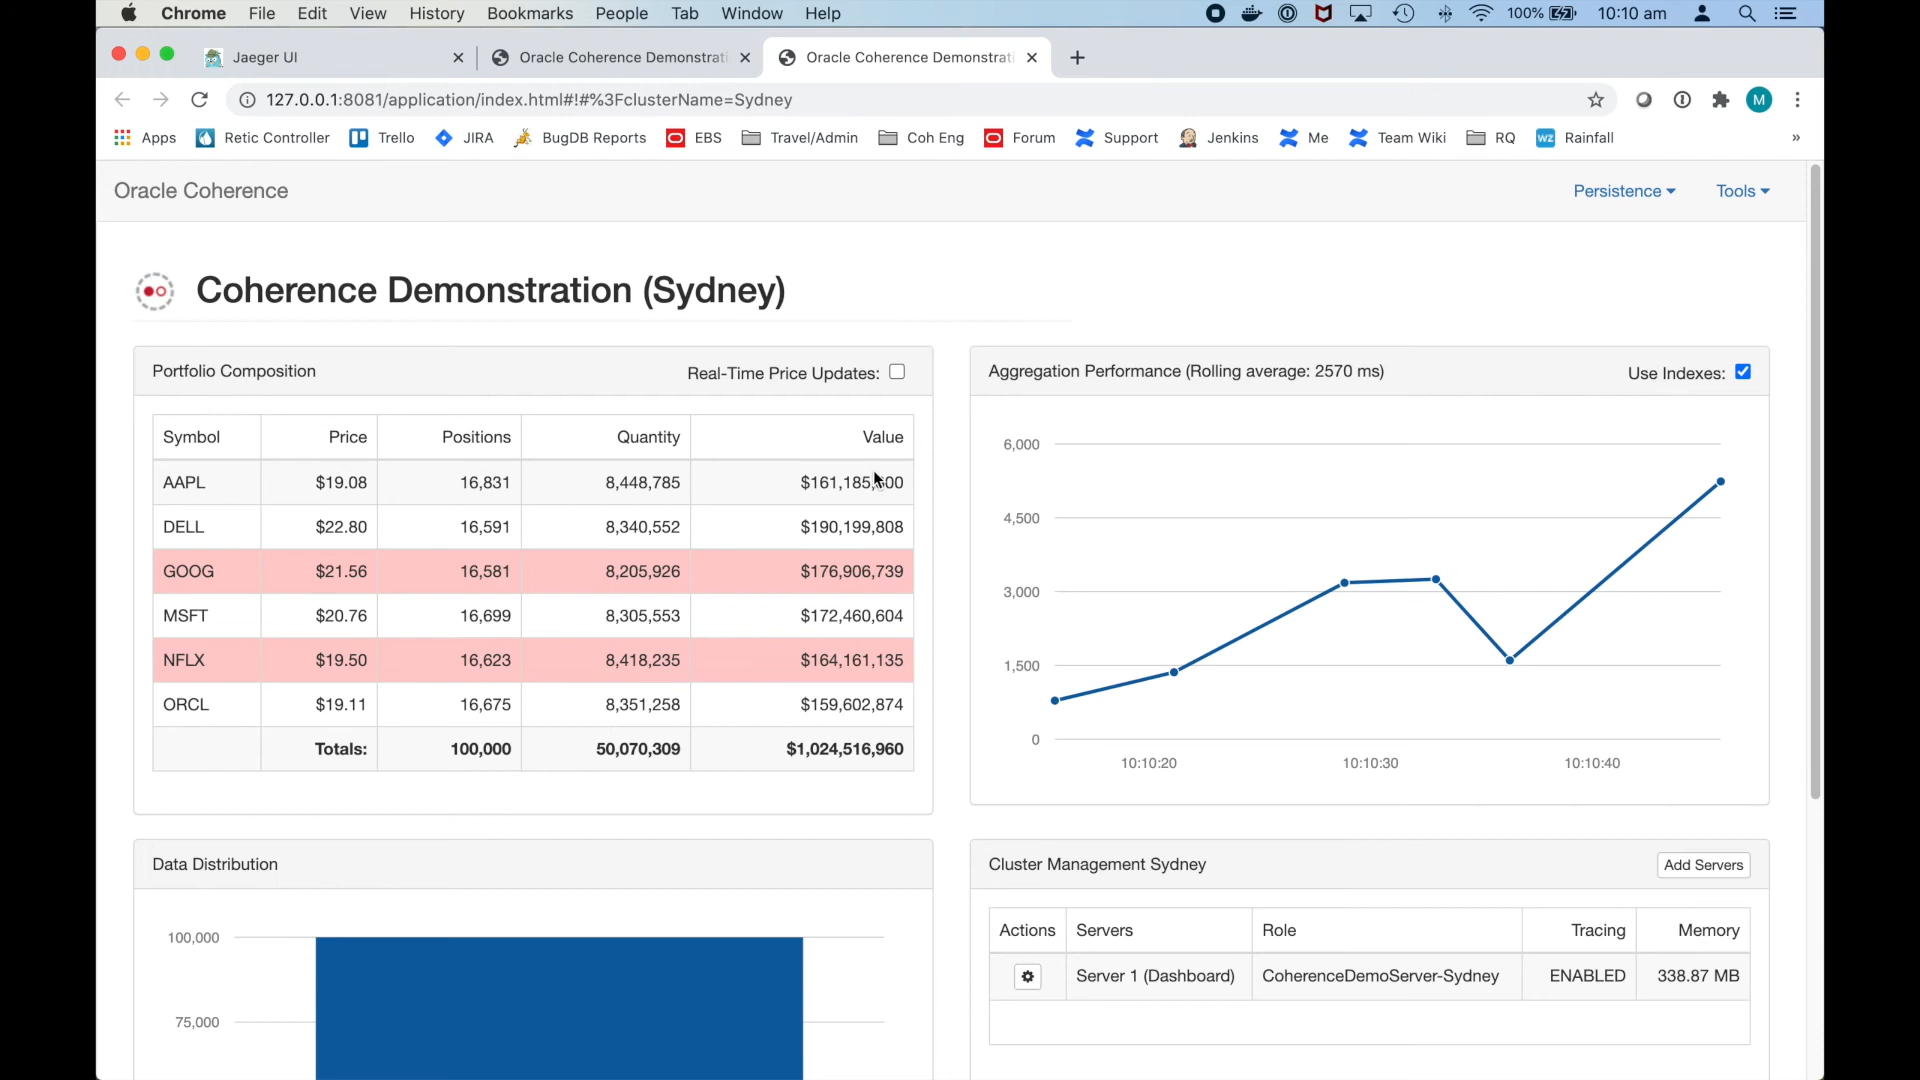 Chrome File Edit View History Bookmarks People Tab Window Help 100% 10:10 am
Jaeger UI Oracle Coherence Demonstrati Oracle Coherence Demonstrati
127.0.0.1:8081/application/index.html#!#%3FclusterName=Sydney M
Apps Retic Controller Trello JIRA BugDB Reports EBS Travel/Admin Coh Eng Forum Support Jenkins Me Team Wiki RQ wz Rainfall »
Oracle Coherence Persistence Tools
Coherence Demonstration (Sydney)
Portfolio Composition Real-Time Price Updates:
Symbol Price Positions Quantity Value
AAPL $19.08 16,831 8,448,785 $161,185, 00
DELL $22.80 16,591 8,340,552 $190,199,808
GOOG $21.56 16,581 8,205,926 $176,906,739
MSFT $20.76 16,699 8,305,553 $172,460,604
NFLX $19.50 16,623 8,418,235 $164,161,135
ORCL $19.11 16,675 8,351,258 $159,602,874
Totals: 100,000 50,070,309 $1,024,516,960
Aggregation Performance (Rolling average: 2570 ms) Use Indexes:
6,000
4,500
3,000
1,500
0
10:10:20 10:10:30 10:10:40
Data Distribution
100,000
75,000
Cluster Management Sydney Add Servers
Actions Servers Role Tracing Memory
Server 1 (Dashboard) CoherenceDemoServer-Sydney ENABLED 338.87 MB